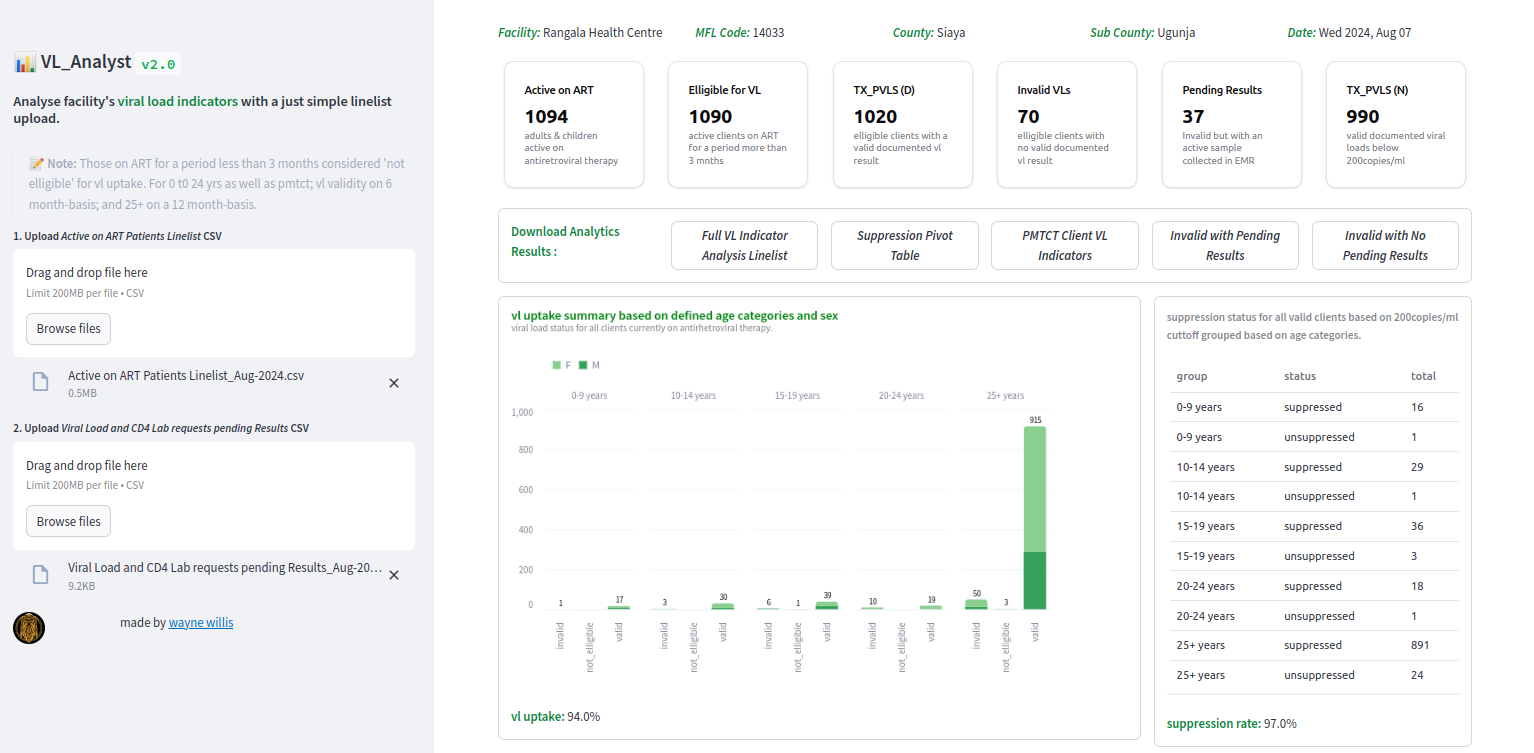 📊 VL_Analyst v2.0
Analyse facility's viral load indicators with a just simple linelist
upload.
📝 Note: Those on ART for a period less than 3 months considered 'not
elligible' for vl uptake. For 0 t0 24 yrs as well as pmtct; vl validity on 6
month-basis; and 25+ on a 12 month-basis.
1. Upload Active on ART Patients Linelist CSV
Drag and drop file here
Limit 200MB per file • CSV
Browse files
Active on ART Patients Linelist_Aug-2024.csv
0.5MB
2. Upload Viral Load and CD4 Lab requests pending Results CSV
Drag and drop file here
Limit 200MB per file • CSV
Browse files
Viral Load and CD4 Lab requests pending Results_Aug-20...
9.2KB
made by wayne willis
Facility: Rangala Health Centre
MFL Code: 14033
County: Siaya
Sub County: Ugunja
Date: Wed 2024, Aug 07
Active on ART
1094
adults & children
active on
antiretroviral therapy
Elligible for VL
1090
active clients on ART
for a period more than
3 mnths
TX_PVLS (D)
1020
elligible clients with a
valid documented vl
result
Invalid VLs
70
elligible clients with
no valid documented
vl result
Pending Results
37
Invalid but with an
active sample
collected in EMR
TX_PVLS (N)
990
valid documented viral
loads below
200copies/ml
Download Analytics
Results :
Full VL Indicator
Analysis Linelist
Suppression Pivot
Table
PMTCT Client VL
Indicators
Invalid with Pending
Results
Invalid with No
Pending Results
vl uptake summary based on defined age categories and sex
viral load status for all clients currently on antirhetroviral therapy.
F M
0-9 years 10-14 years 15-19 years 20-24 years 25+ years
1,000
800
600
400
200
0
1 17 3 30 6 1 39 10 19 50 3 915
invalid not_elligible valid invalid not_elligible valid invalid not_elligible valid invalid not_elligible valid invalid not_elligible valid
vl uptake: 94.0%
suppression status for all valid clients based on 200copies/ml
cuttoff grouped based on age categories.
group status total
0-9 years suppressed 16
0-9 years unsuppressed 1
10-14 years suppressed 29
10-14 years unsuppressed 1
15-19 years suppressed 36
15-19 years unsuppressed 3
20-24 years suppressed 18
20-24 years unsuppressed 1
25+ years suppressed 891
25+ years unsuppressed 24
suppression rate: 97.0%